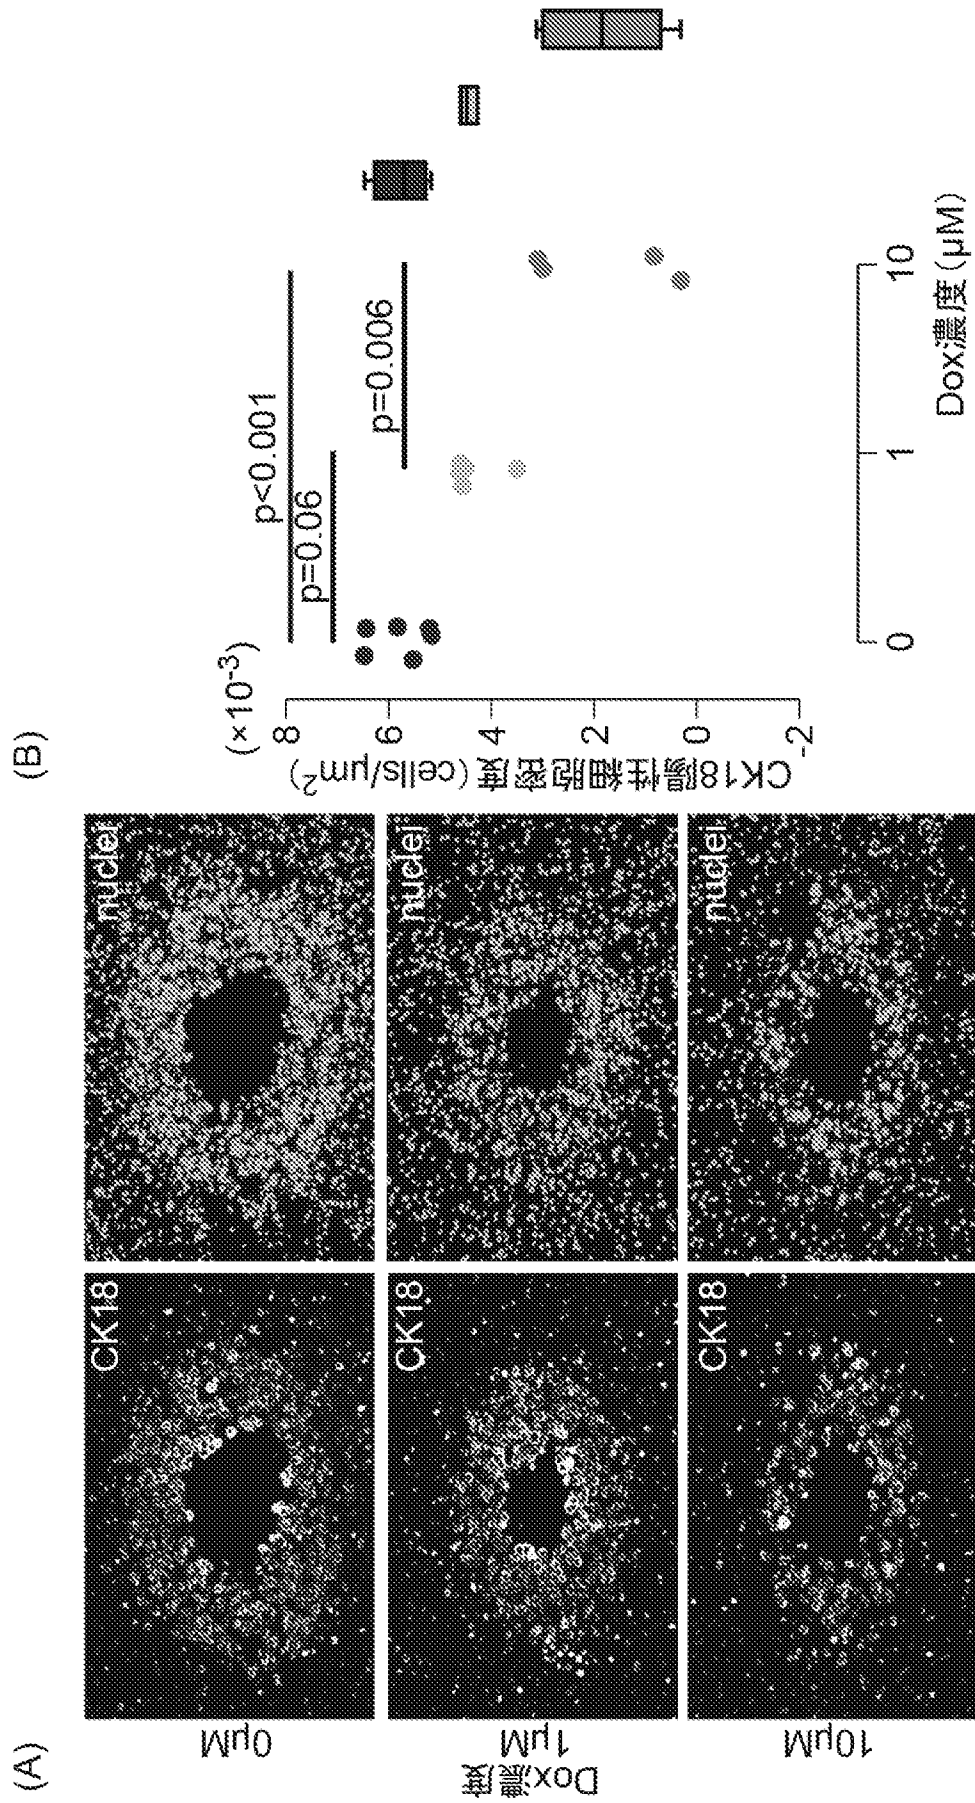 (A)
Dox濃度
0μM
1μM
10μM
CK18
nuclei
CK18
nuclei
CK18
nuclei
(B)
(×10⁻³)
CK18陽性細胞密度(cells/μm²)
8
6
4
2
0
-2
p<0.001
p=0.06
p=0.006
0
1
10
Dox濃度(μM)